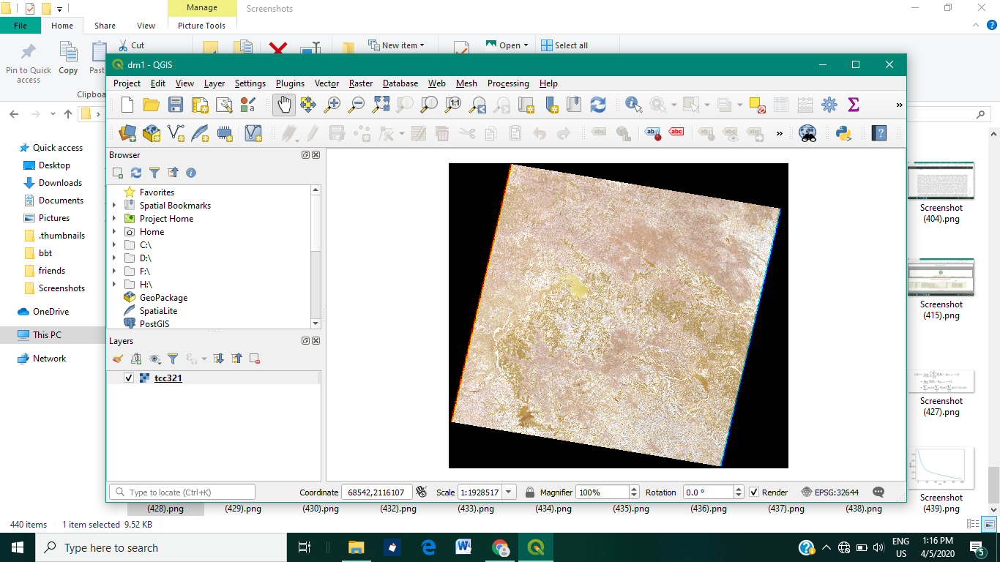 Manage
Screenshots
File
Home
Share
View
Picture Tools
Cut
New item
Open
Select all
Pin to Quick
access
Copy
Past
Clipboa
dm1 - QGIS
Project Edit View Layer Settings Plugins Vector Raster Database Web Mesh Processing Help
Browser
Favorites
Spatial Bookmarks
Project Home
Home
C:\
D:\
F:\
H:\
GeoPackage
SpatiaLite
PostGIS
Layers
tcc321
Type to locate (Ctrl+K)
Coordinate 68542,2116107
Scale 1:1928517
Magnifier 100%
Rotation 0.0 °
Render
EPSG:32644
Quick access
Desktop
Downloads
Documents
Pictures
.thumbnails
bbt
friends
Screenshots
OneDrive
This PC
Network
Screenshot
(404).png
Screenshot
(415).png
Screenshot
(427).png
Screenshot
(439).png
(428).png (429).png (430).png (432).png (433).png (434).png (435).png (436).png (437).png (438).png
440 items 1 item selected 9.52 KB
Type here to search
ENG
US
1:16 PM
4/5/2020
5